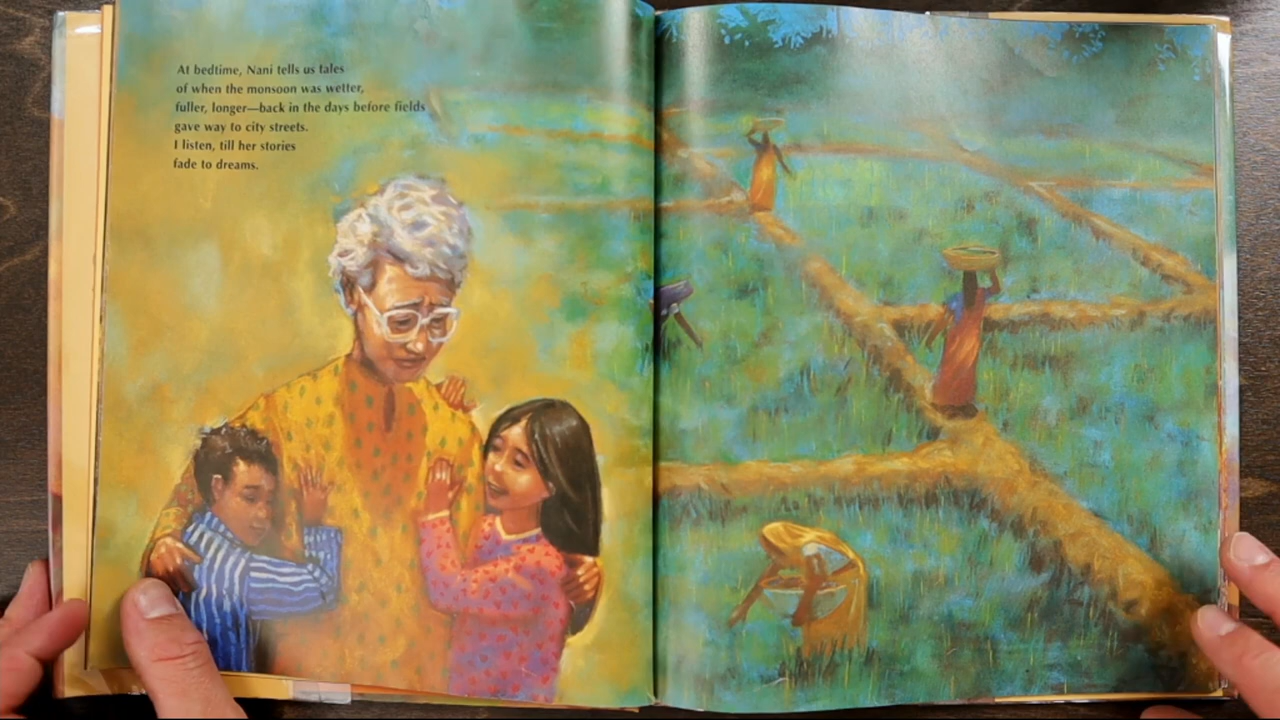 At bedtime, Nani tells us tales
of when the monsoon was wetter,
fuller, longer—back in the days before fields
gave way to city streets.
I listen, till her stories
fade to dreams.